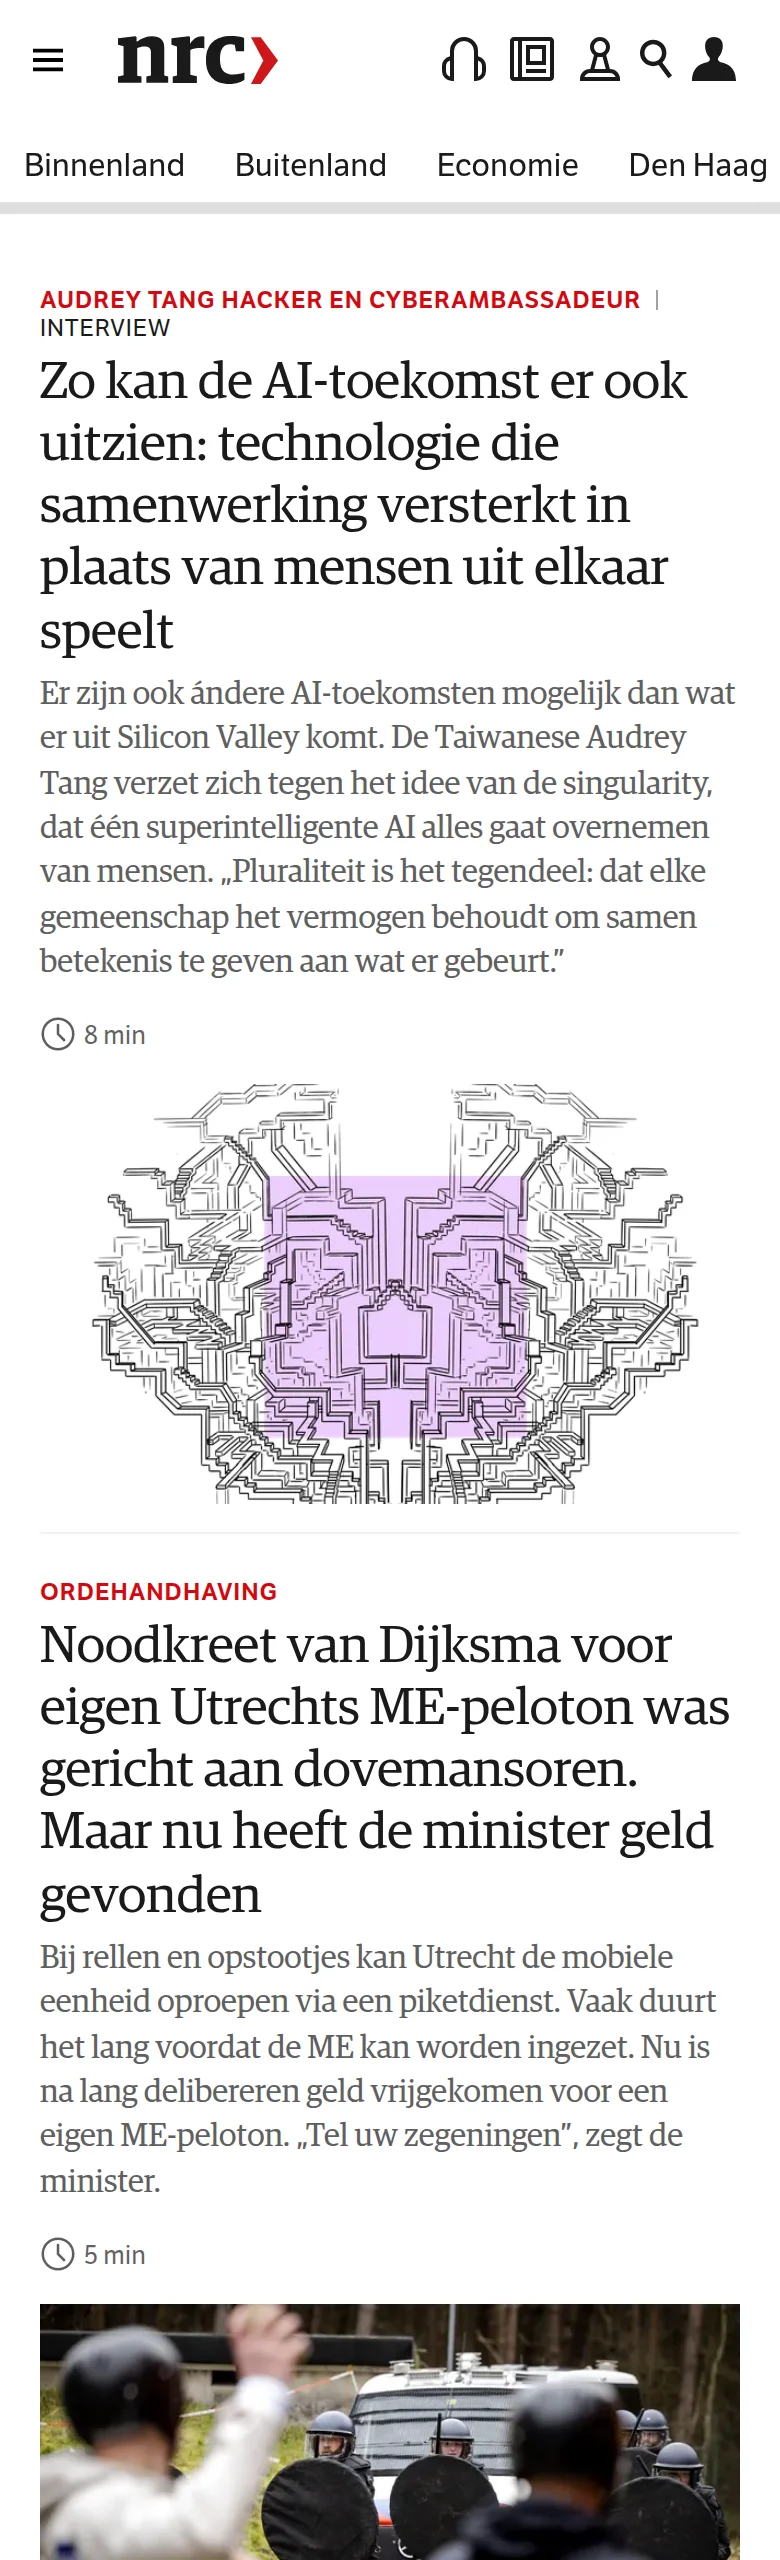 nrc
Binnenland Buitenland Economie Den Haag
AUDREY TANG HACKER EN CYBERAMBASSADEUR |
INTERVIEW
Zo kan de AI-toekomst er ook
uitzien: technologie die
samenwerking versterkt in
plaats van mensen uit elkaar
speelt
Er zijn ook ándere AI-toekomsten mogelijk dan wat
er uit Silicon Valley komt. De Taiwanese Audrey
Tang verzet zich tegen het idee van de singularity,
dat één superintelligente AI alles gaat overnemen
van mensen. „Pluraliteit is het tegendeel: dat elke
gemeenschap het vermogen behoudt om samen
betekenis te geven aan wat er gebeurt.”
8 min
ORDEHANDHAVING
Noodkreet van Dijksma voor
eigen Utrechts ME-peloton was
gericht aan dovemansoren.
Maar nu heeft de minister geld
gevonden
Bij rellen en opstootjes kan Utrecht de mobiele
eenheid oproepen via een piketdienst. Vaak duurt
het lang voordat de ME kan worden ingezet. Nu is
na lang delibereren geld vrijgekomen voor een
eigen ME-peloton. „Tel uw zegeningen”, zegt de
minister.
5 min